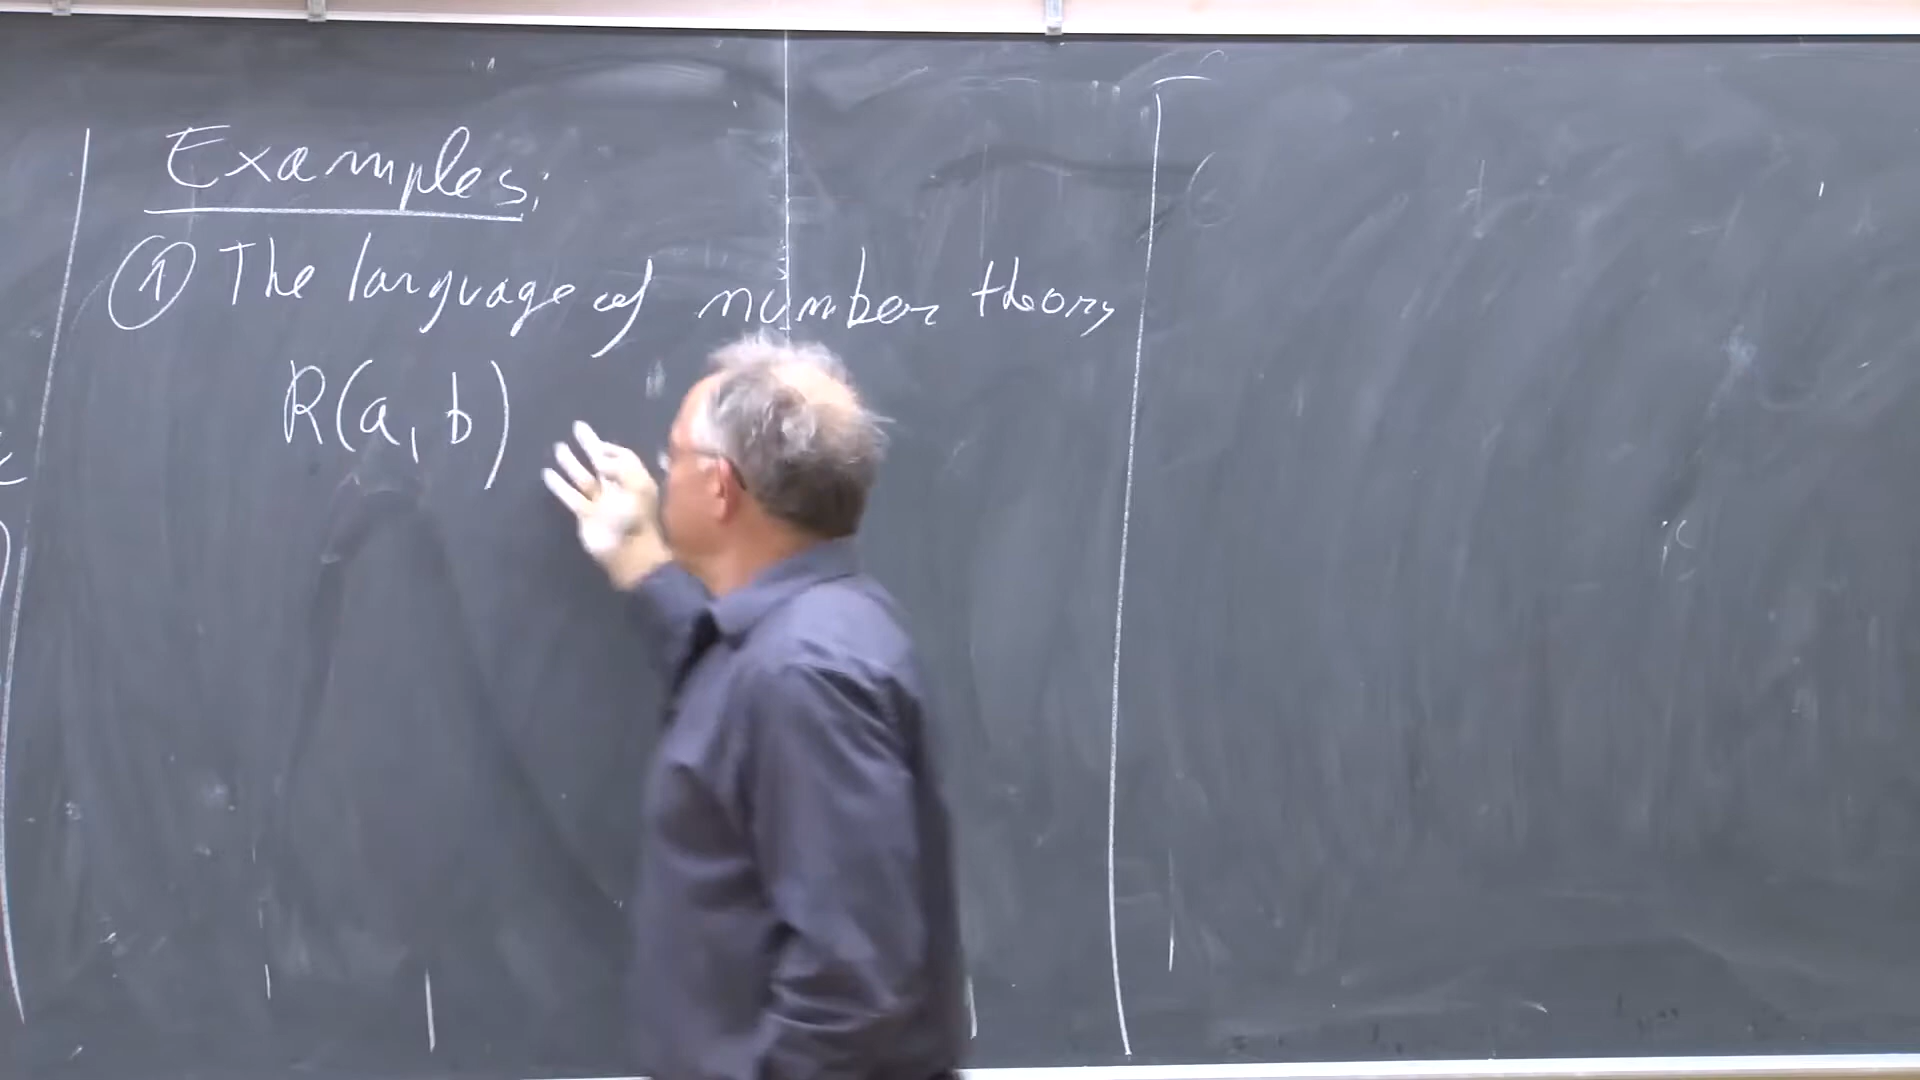 Examples:
① The language of number theory
R(a, b)